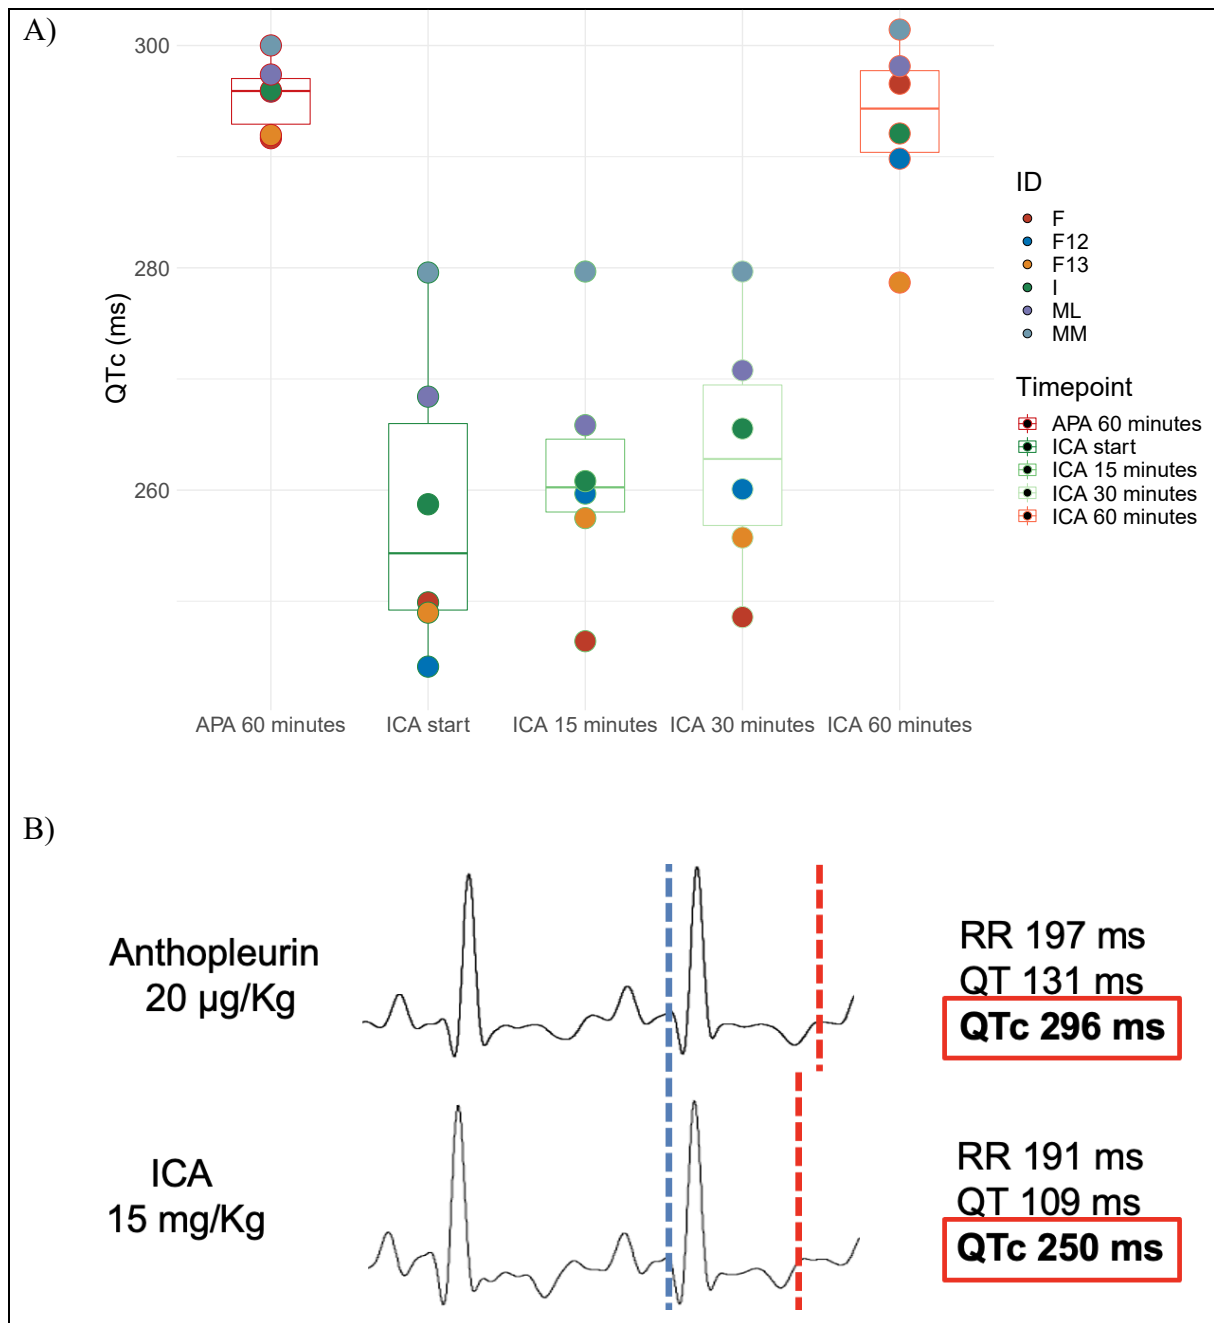 A)
300
280
260
QTc (ms)
APA 60 minutes
ICA start
ICA 15 minutes
ICA 30 minutes
ICA 60 minutes
ID
F
F12
F13
I
ML
MM
Timepoint
APA 60 minutes
ICA start
ICA 15 minutes
ICA 30 minutes
ICA 60 minutes
B)
Anthopleurin
20 µg/Kg
RR 197 ms
QT 131 ms
QTc 296 ms
ICA
15 mg/Kg
RR 191 ms
QT 109 ms
QTc 250 ms